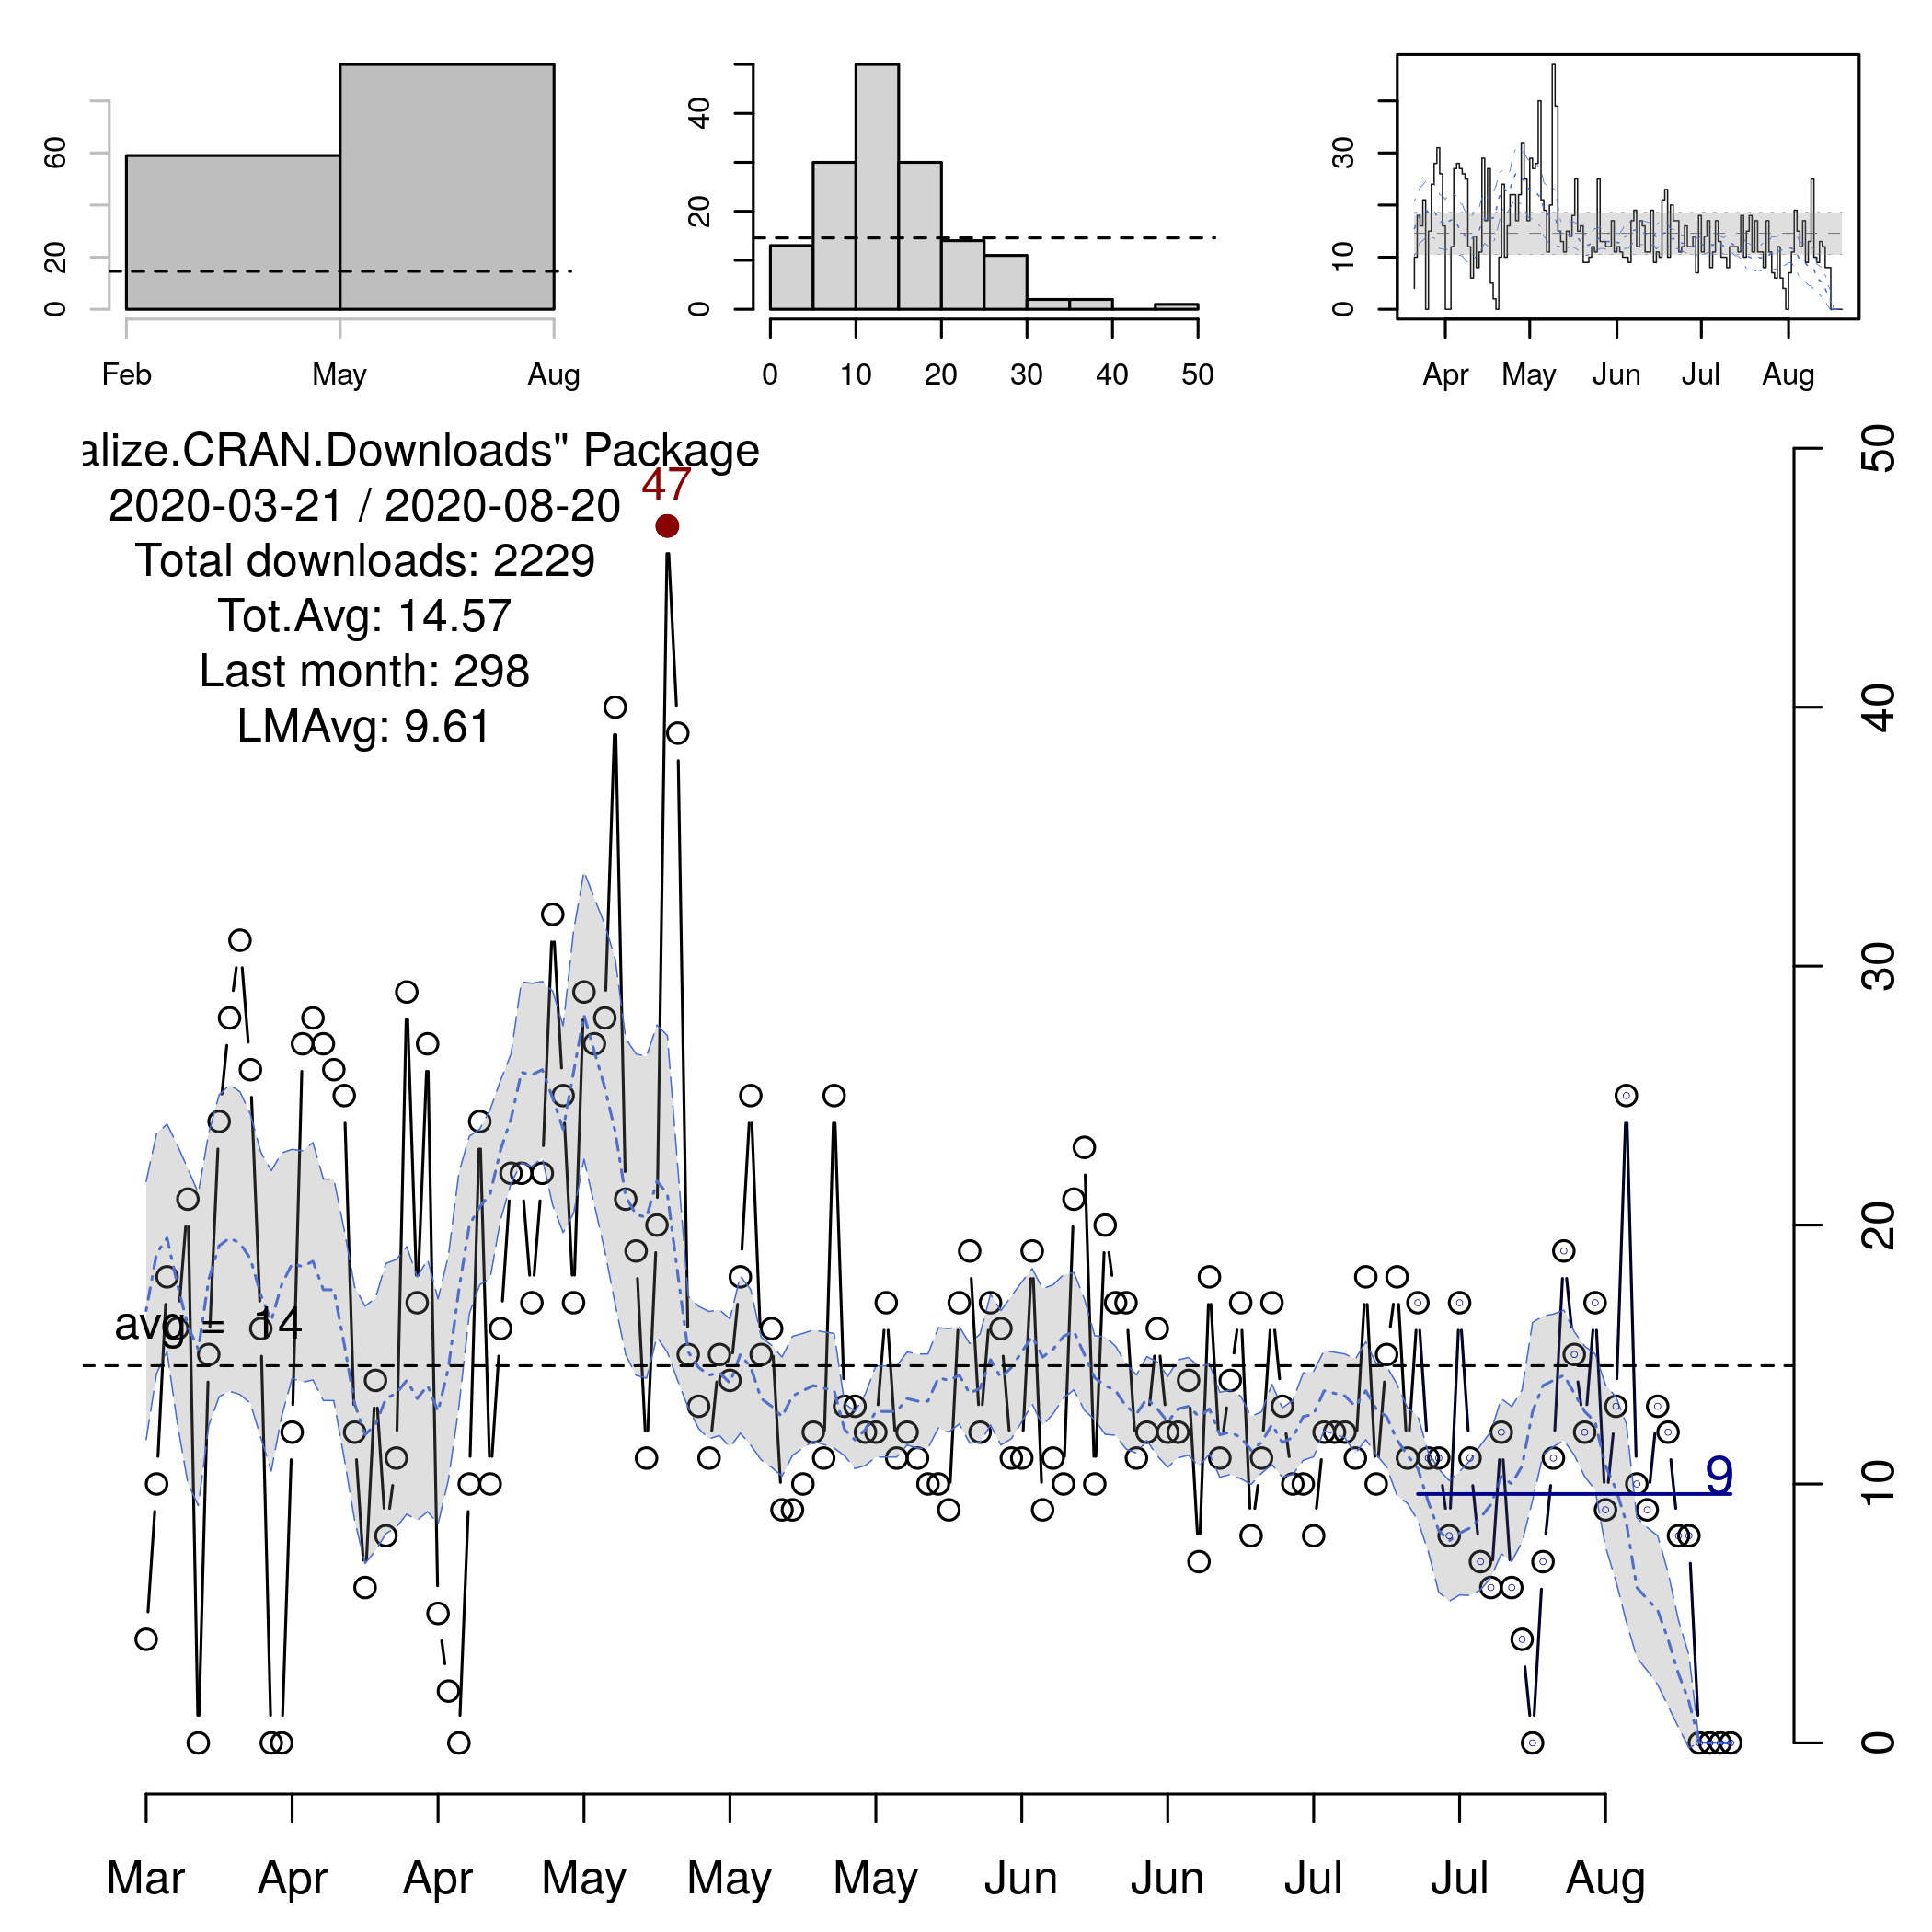 60
20
0
Feb May Aug
40
20
0
0 10 20 30 40 50
30
10
0
Apr May Jun Jul Aug
alize.CRAN.Downloads" Package
2020-03-21 / 2020-08-20
Total downloads: 2229
Tot.Avg: 14.57
Last month: 298
LMAvg: 9.61
47
avg = 14
9
50
40
30
20
10
0
Mar Apr Apr May May May Jun Jun Jul Jul Aug